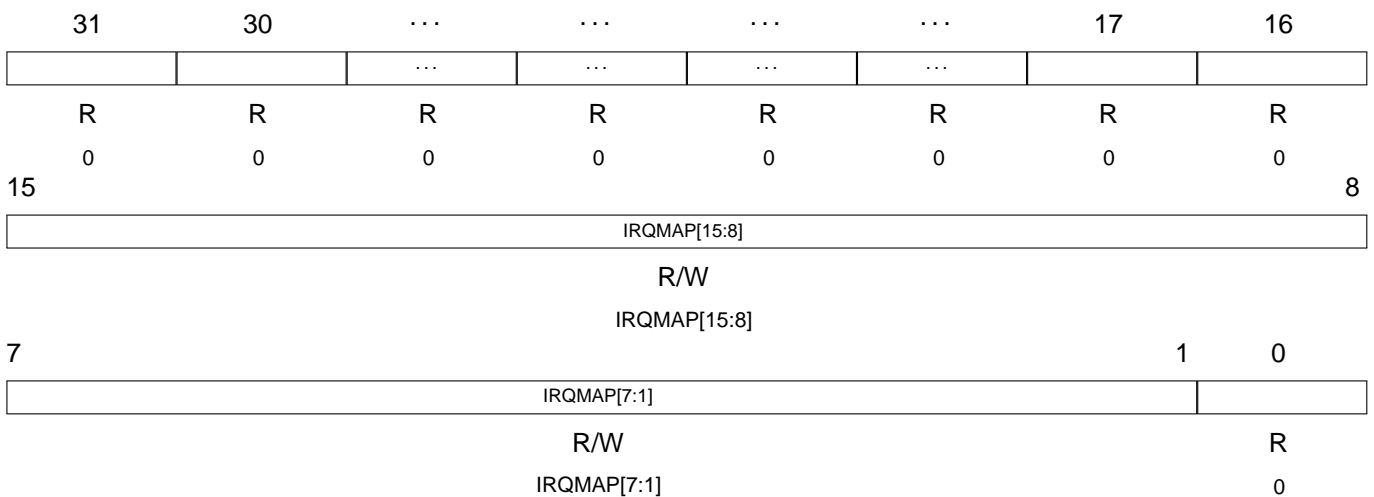 31 30 ... ... ... ... 17 16
... ... ... ...
R R R R R R R R
0 0 0 0 0 0 0 0
15 8
IRQMAP[15:8]
R/W
IRQMAP[15:8]
7 1 0
IRQMAP[7:1]
R/W R
IRQMAP[7:1] 0